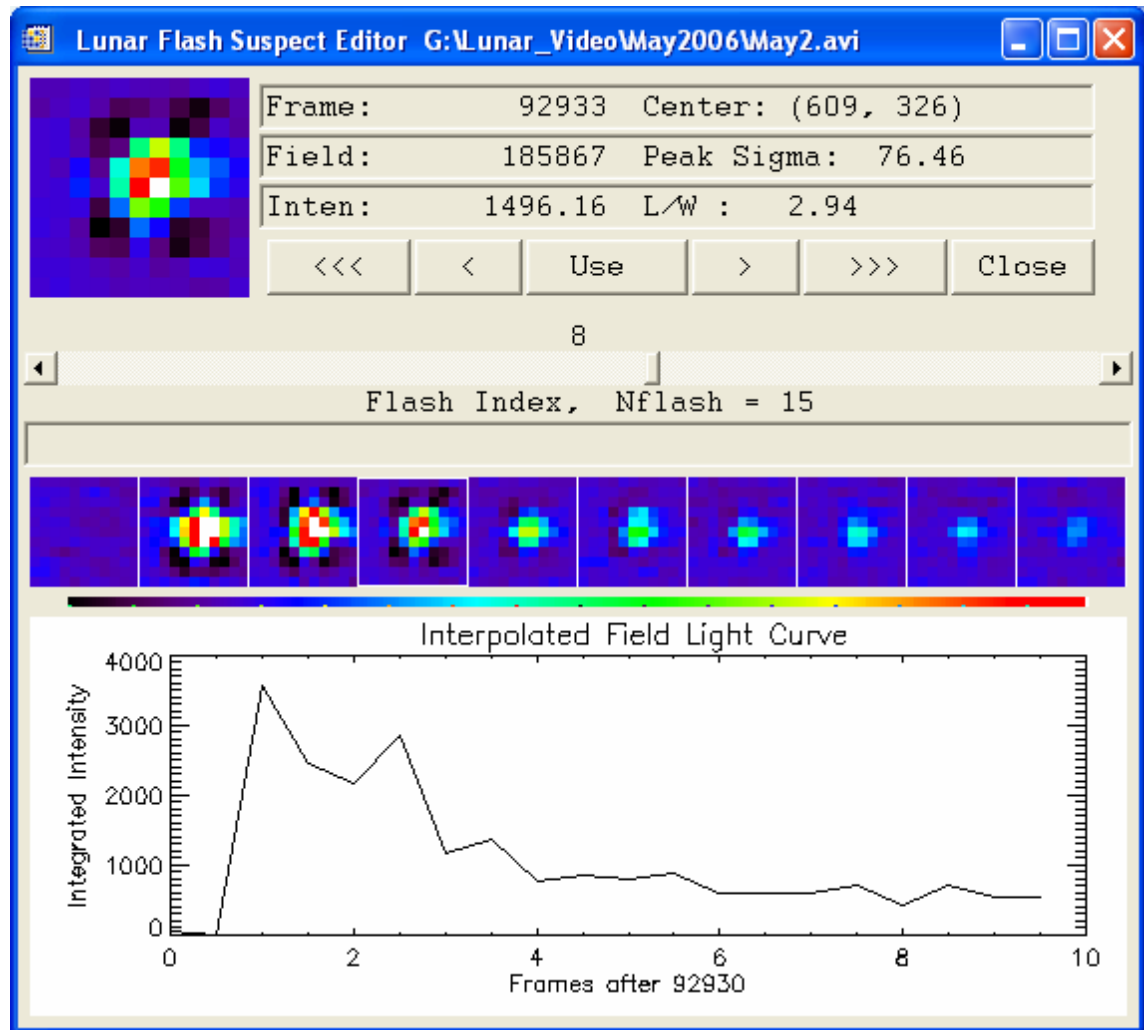 Lunar Flash Suspect Editor G:\Lunar_Video\May2006\May2.avi
Frame: 92933 Center: (609, 326)
Field: 185867 Peak Sigma: 76.46
Inten: 1496.16 L/W : 2.94
<<< < Use > >>> Close
8
Flash Index, Nflash = 15
Interpolated Field Light Curve
Integrated Intensity
4000
3000
2000
1000
0
0 2 4 6 8 10
Frames after 92930